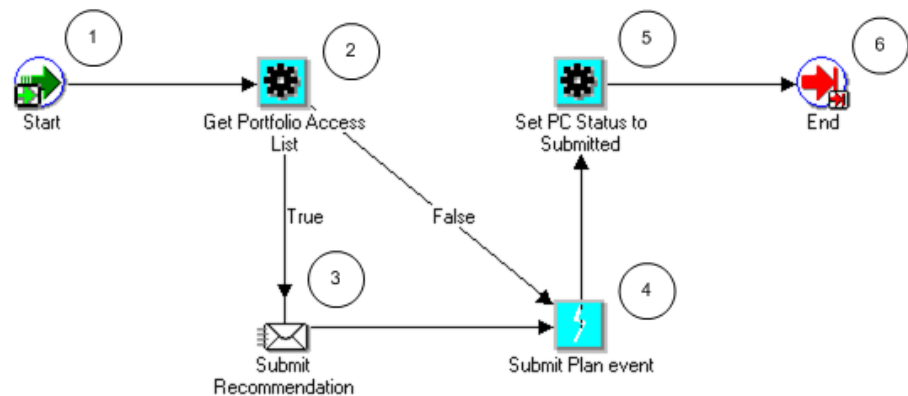 1
2
5
6
Start
Get Portfolio Access
List
Set PC Status to
Submitted
End
True
False
3
4
Submit
Recommendation
Submit Plan event